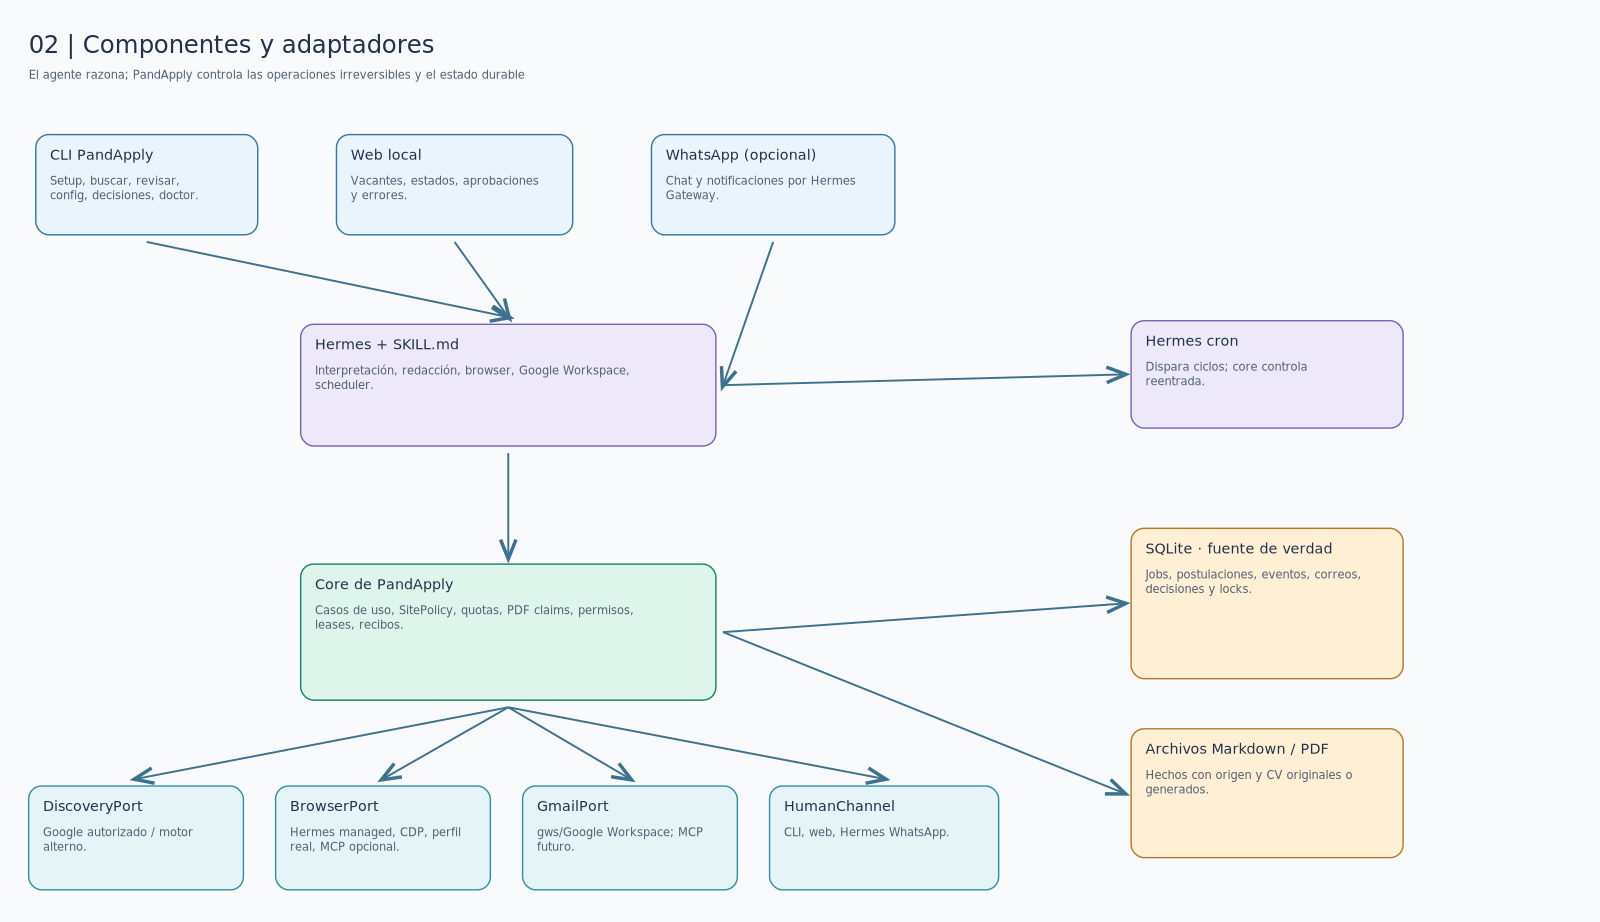 02 | Componentes y adaptadores
El agente razona; PandApply controla las operaciones irreversibles y el estado durable
CLI PandApply
Setup, buscar, revisar,
config, decisiones, doctor.
Web local
Vacantes, estados, aprobaciones
y errores.
WhatsApp (opcional)
Chat y notificaciones por Hermes
Gateway.
Hermes + SKILL.md
Interpretación, redacción, browser, Google Workspace,
scheduler.
Hermes cron
Dispara ciclos; core controla
reentrada.
Core de PandApply
Casos de uso, SitePolicy, quotas, PDF claims, permisos,
leases, recibos.
SQLite · fuente de verdad
Jobs, postulaciones, eventos, correos,
decisiones y locks.
Archivos Markdown / PDF
Hechos con origen y CV originales o
generados.
DiscoveryPort
Google autorizado / motor
alterno.
BrowserPort
Hermes managed, CDP, perfil
real, MCP opcional.
GmailPort
gws/Google Workspace; MCP
futuro.
HumanChannel
CLI, web, Hermes WhatsApp.